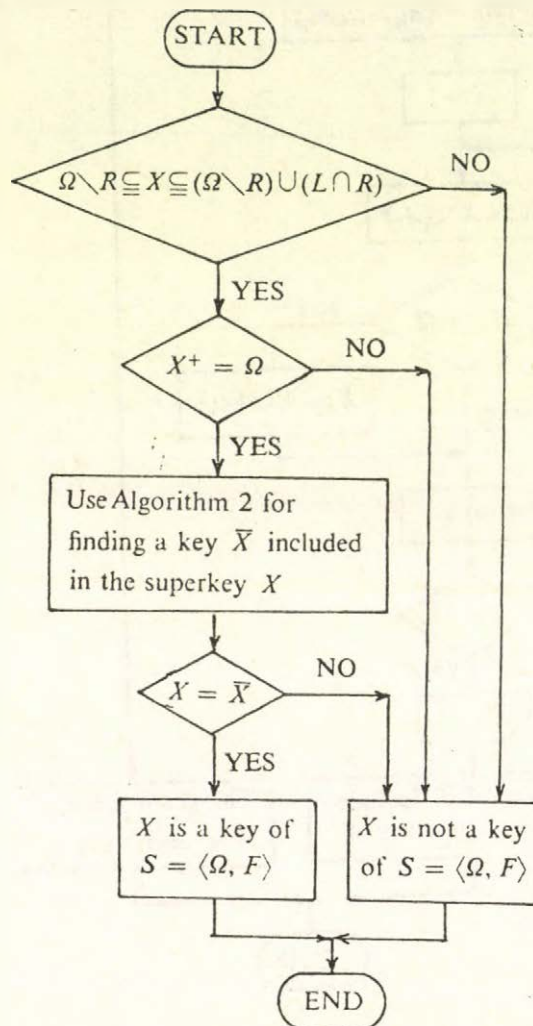 START
Ω∖R⊆X⊆(Ω∖R)∪(L∩R)
NO
YES
X⁺ = Ω
NO
YES
Use Algorithm 2 for
finding a key X̅ included
in the superkey X
X = X̅
NO
YES
X is a key of
S = ⟨Ω, F⟩
X is not a key
of S = ⟨Ω, F⟩
END